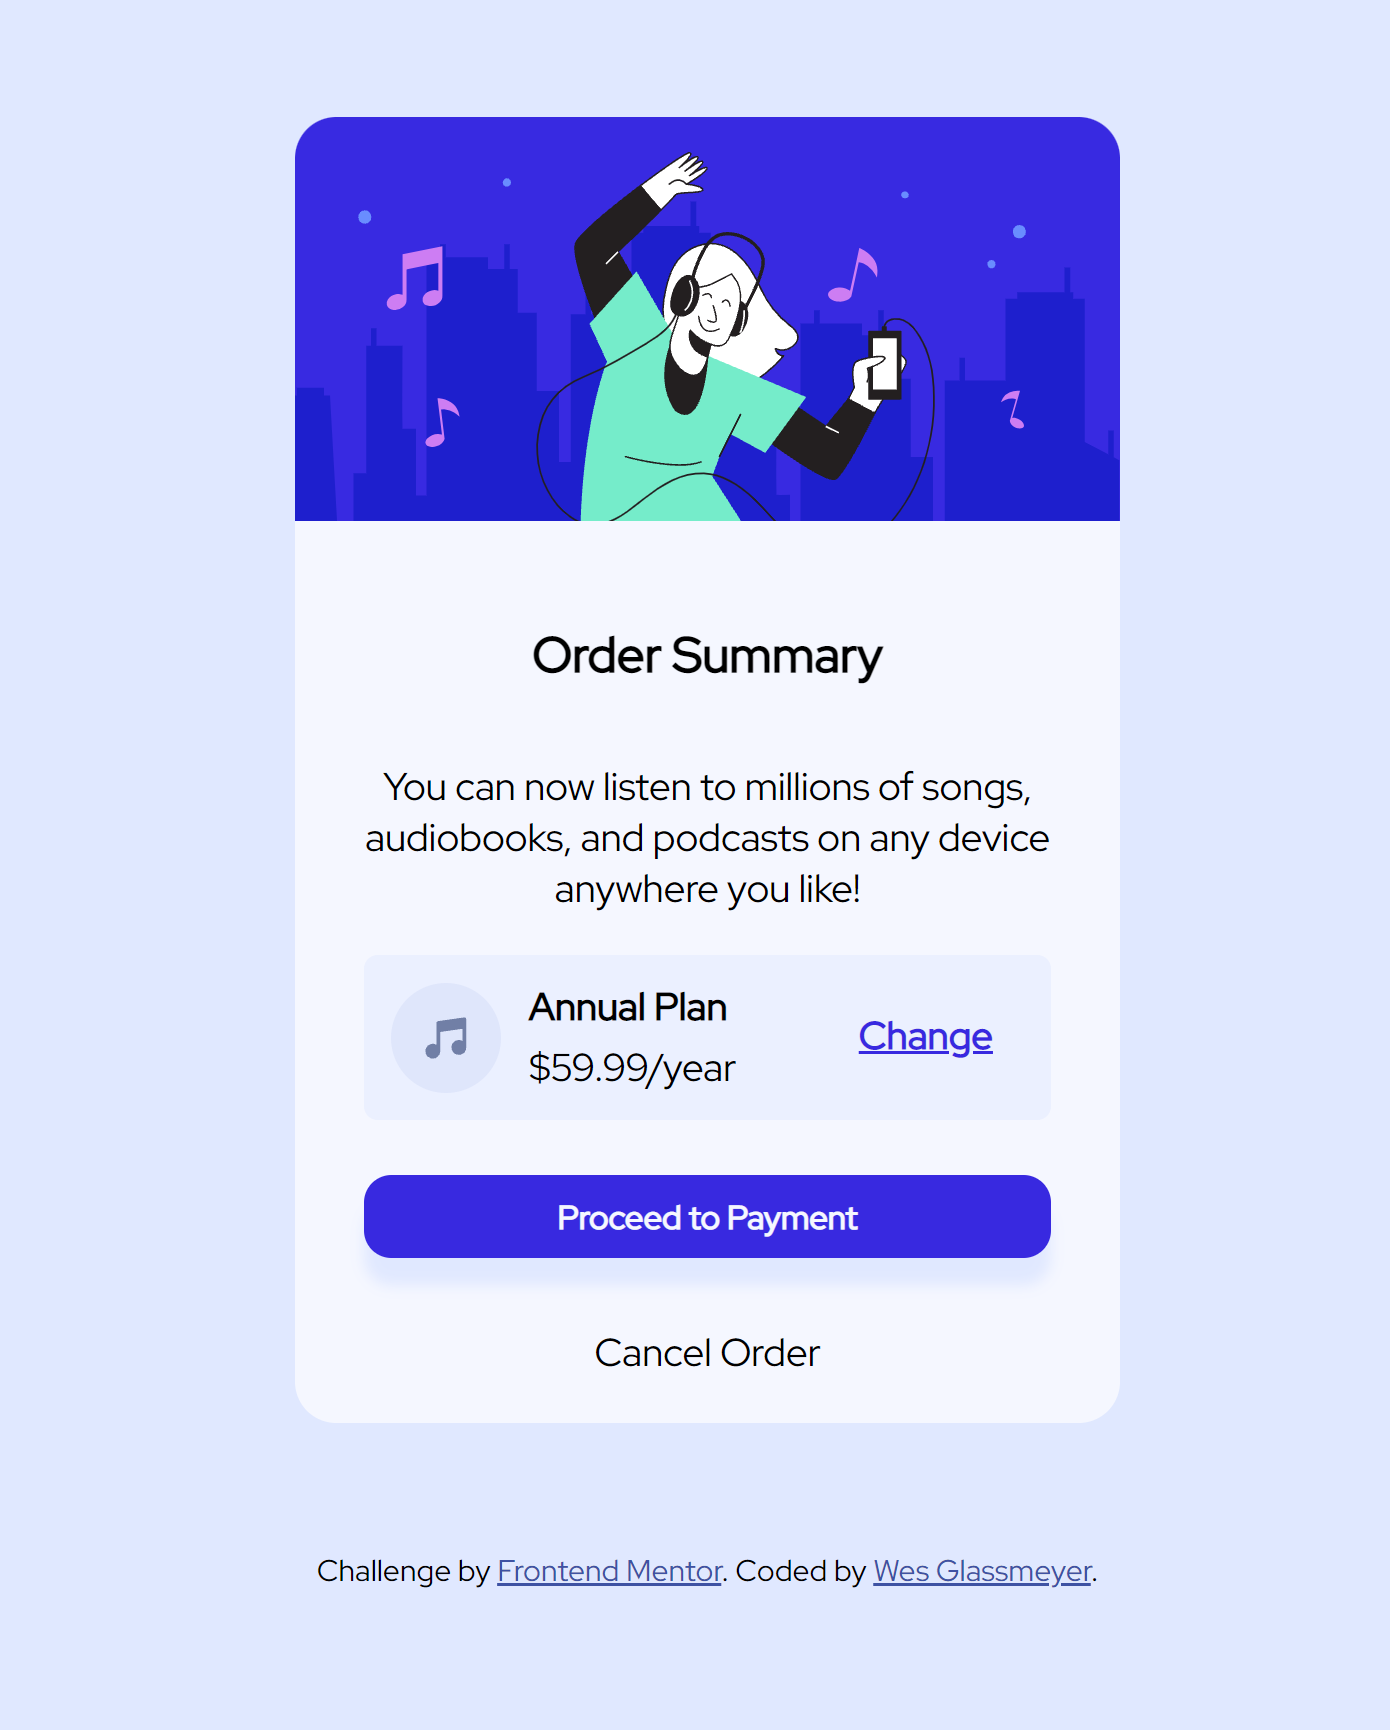 Order Summary
You can now listen to millions of songs,
audiobooks, and podcasts on any device
anywhere you like!
Annual Plan
$59.99/year
Change
Proceed to Payment
Cancel Order
Challenge by Frontend Mentor. Coded by Wes Glassmeyer.